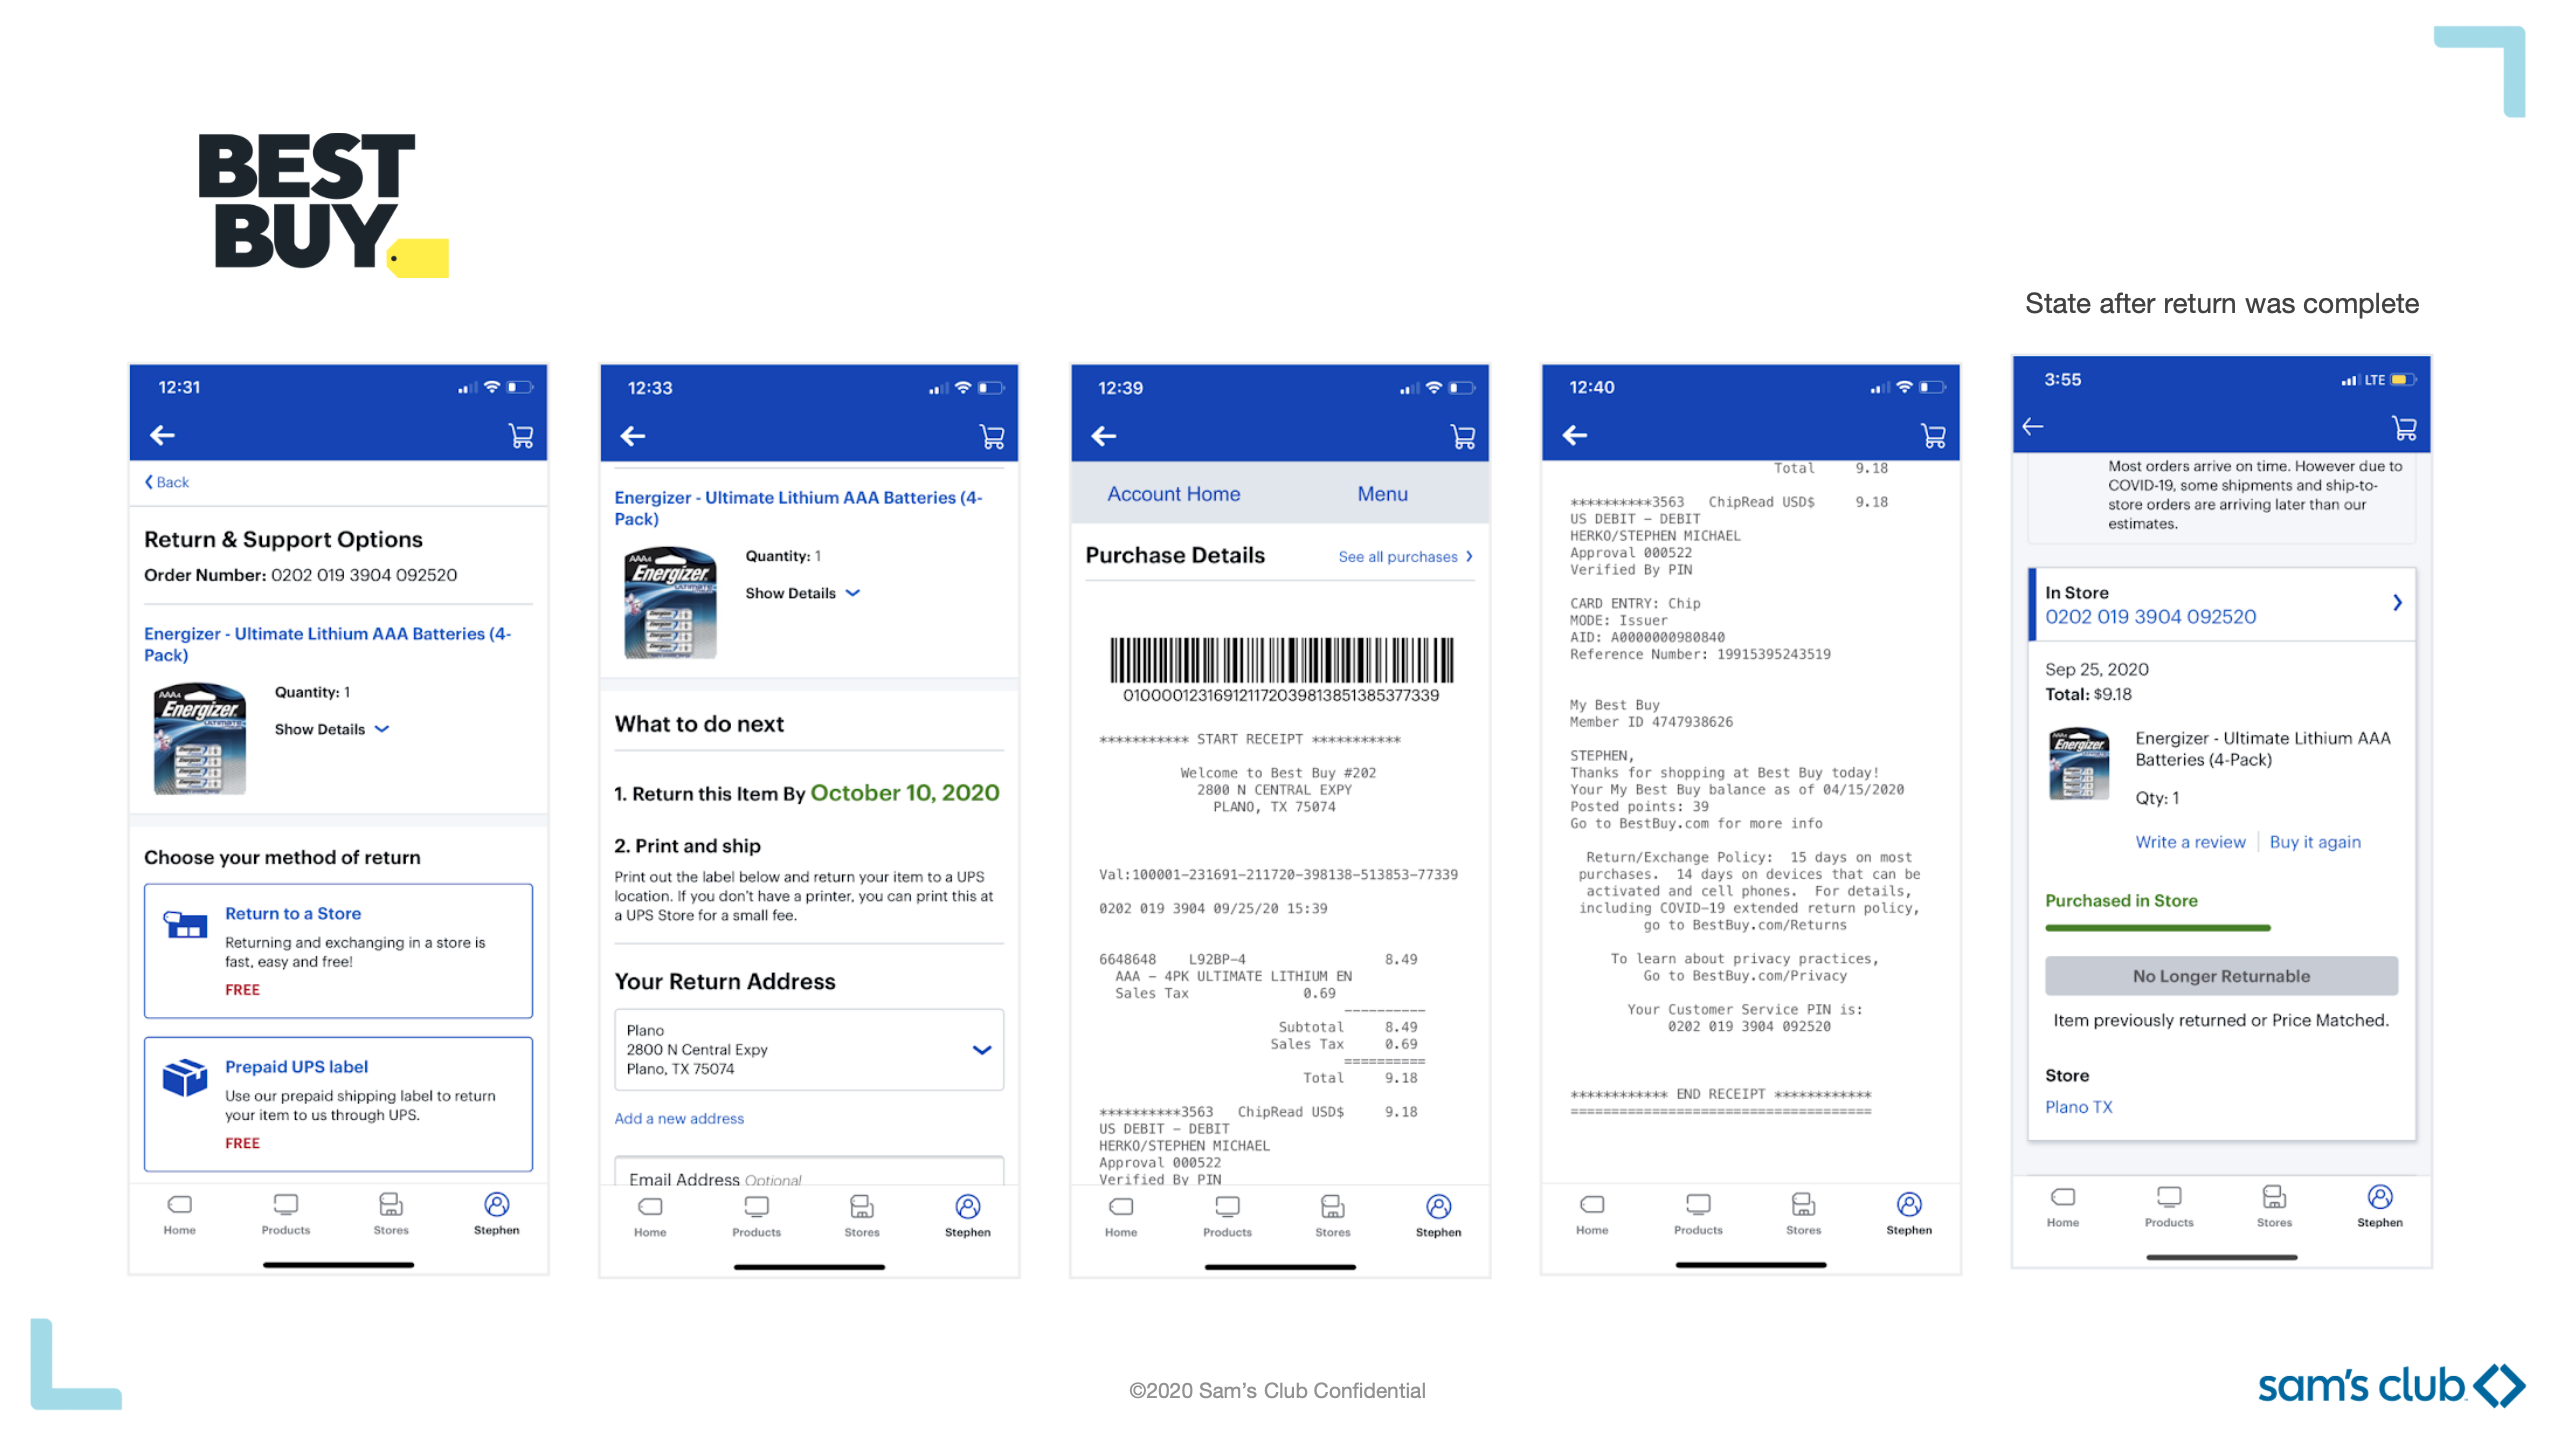 BEST
BUY
State after return was complete
12:31
Back
Return & Support Options
Order Number: 0202 019 3904 092520
Energizer - Ultimate Lithium AAA Batteries (4-
Pack)
AAA4
Energizer
ULTIMATE
Quantity: 1
Show Details
Choose your method of return
Return to a Store
Returning and exchanging in a store is
fast, easy and free!
FREE
Prepaid UPS label
Use our prepaid shipping label to return
your item to us through UPS.
FREE
Home Products Stores Stephen
12:33
Energizer - Ultimate Lithium AAA Batteries (4-
Pack)
AAA4
Energizer
ULTIMATE
Quantity: 1
Show Details
What to do next
1. Return this Item By October 10, 2020
2. Print and ship
Print out the label below and return your item to a UPS
location. If you don't have a printer, you can print this at
a UPS Store for a small fee.
Your Return Address
Plano
2800 N Central Expy
Plano, TX 75074
Add a new address
Email Address Optional
Home Products Stores Stephen
12:39
Account Home Menu
Purchase Details See all purchases
010000123169121172039813851385377339
*********** START RECEIPT ***********
Welcome to Best Buy #202
2800 N CENTRAL EXPY
PLANO, TX 75074
Val:100001-231691-211720-398138-513853-77339
0202 019 3904 09/25/20 15:39
6648648 L92BP-4 8.49
AAA – 4PK ULTIMATE LITHIUM EN
Sales Tax 0.69
----------
Subtotal 8.49
Sales Tax 0.69
==========
Total 9.18
**********3563 ChipRead USD$ 9.18
US DEBIT – DEBIT
HERKO/STEPHEN MICHAEL
Approval 000522
Verified By PIN
Home Products Stores Stephen
12:40
Total 9.18
**********3563 ChipRead USD$ 9.18
US DEBIT – DEBIT
HERKO/STEPHEN MICHAEL
Approval 000522
Verified By PIN
CARD ENTRY: Chip
MODE: Issuer
AID: A0000000980840
Reference Number: 19915395243519
My Best Buy
Member ID 4747938626
STEPHEN,
Thanks for shopping at Best Buy today!
Your My Best Buy balance as of 04/15/2020
Posted points: 39
Go to BestBuy.com for more info
Return/Exchange Policy: 15 days on most
purchases. 14 days on devices that can be
activated and cell phones. For details,
including COVID–19 extended return policy,
go to BestBuy.com/Returns
To learn about privacy practices,
Go to BestBuy.com/Privacy
Your Customer Service PIN is:
0202 019 3904 092520
************ END RECEIPT ************
=====================================
Home Products Stores Stephen
3:55 LTE
Most orders arrive on time. However due to
COVID-19, some shipments and ship-to-
store orders are arriving later than our
estimates.
In Store
0202 019 3904 092520
Sep 25, 2020
Total: $9.18
Energizer
Energizer - Ultimate Lithium AAA
Batteries (4-Pack)
Qty: 1
Write a review Buy it again
Purchased in Store
No Longer Returnable
Item previously returned or Price Matched.
Store
Plano TX
Home Products Stores Stephen
©2020 Sam's Club Confidential
sam's club